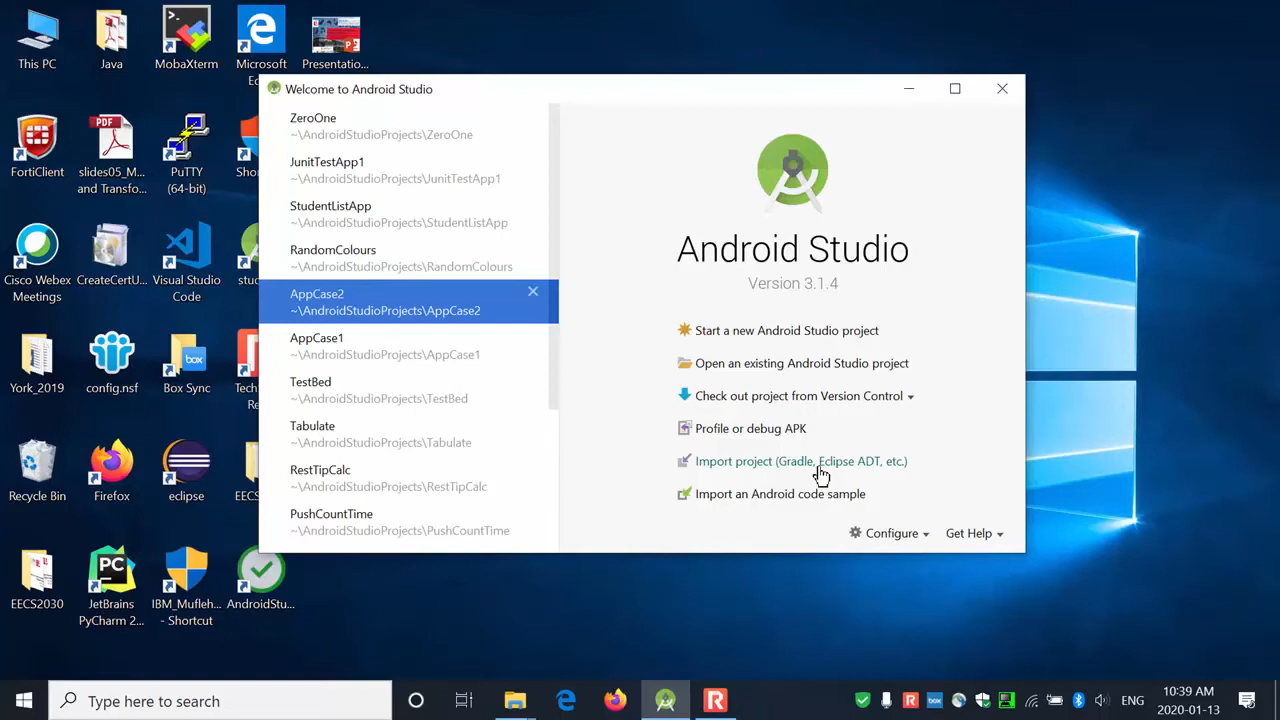 This PC
Java
MobaXterm
Microsoft
Presentatio...
FortiClient
slides05_M...
and Transfo...
PuTTY
(64-bit)
Cisco Webex
Meetings
CreateCertU...
Visual Studio
Code
York_2019
config.nsf
Box Sync
Recycle Bin
Firefox
eclipse
EECS2030
JetBrains
PyCharm 2...
IBM_Mufleh...
- Shortcut
AndroidStu...
Welcome to Android Studio
ZeroOne
~\AndroidStudioProjects\ZeroOne
JunitTestApp1
~\AndroidStudioProjects\JunitTestApp1
StudentListApp
~\AndroidStudioProjects\StudentListApp
RandomColours
~\AndroidStudioProjects\RandomColours
AppCase2
~\AndroidStudioProjects\AppCase2
AppCase1
~\AndroidStudioProjects\AppCase1
TestBed
~\AndroidStudioProjects\TestBed
Tabulate
~\AndroidStudioProjects\Tabulate
RestTipCalc
~\AndroidStudioProjects\RestTipCalc
PushCountTime
~\AndroidStudioProjects\PushCountTime
Android Studio
Version 3.1.4
Start a new Android Studio project
Open an existing Android Studio project
Check out project from Version Control
Profile or debug APK
Import project (Gradle, Eclipse ADT, etc.)
Import an Android code sample
Configure
Get Help
Type here to search
ENG
10:39 AM
2020-01-13